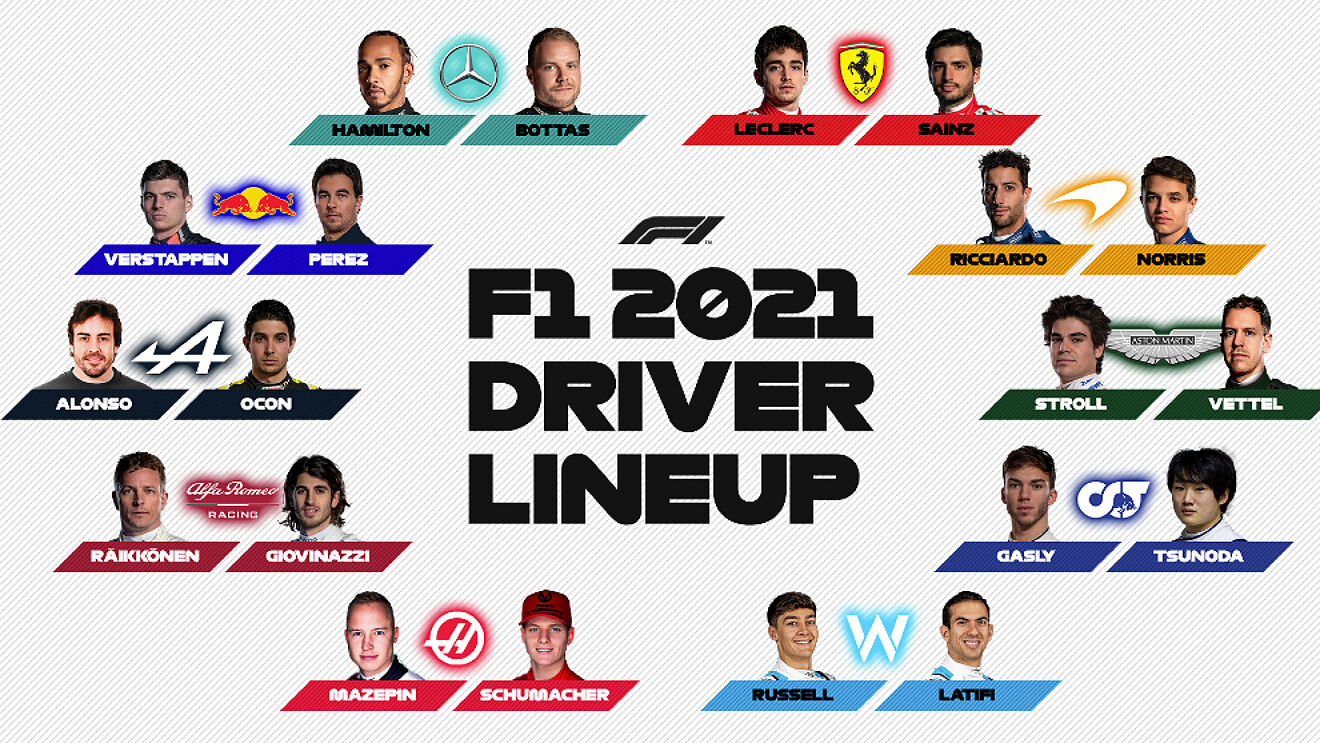 HAMILTON
BOTTAS
LECLERC
SAINZ
VERSTAPPEN
PEREZ
RICCIARDO
NORRIS
F1
TM
F1 2021
DRIVER
LINEUP
ALONSO
A
OCON
STROLL
ASTON MARTIN
VETTEL
RÄIKKÖNEN
Alfa Romeo
RACING
GIOVINAZZI
GASLY
TSUNODA
MAZEPIN
H
SCHUMACHER
RUSSELL
W
LATIFI